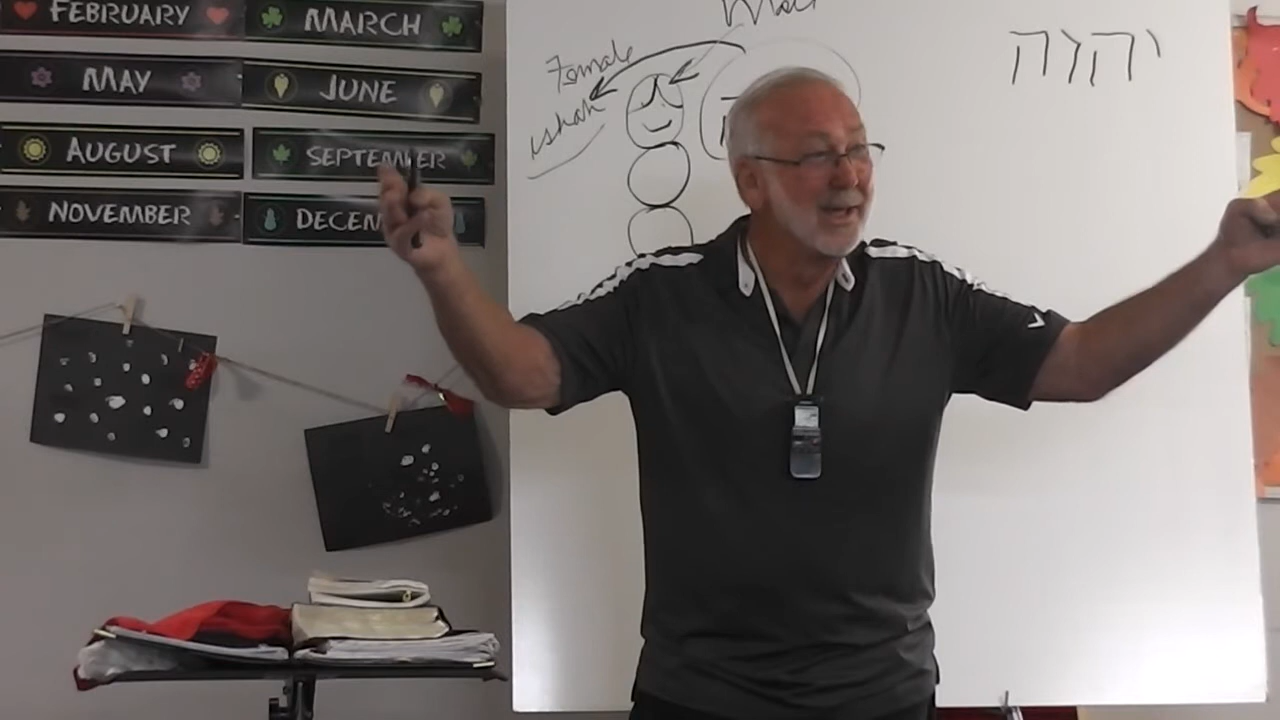 FEBRUARY
MARCH
MAY
JUNE
AUGUST
SEPTEMBER
NOVEMBER
Female
ishah
יהוה